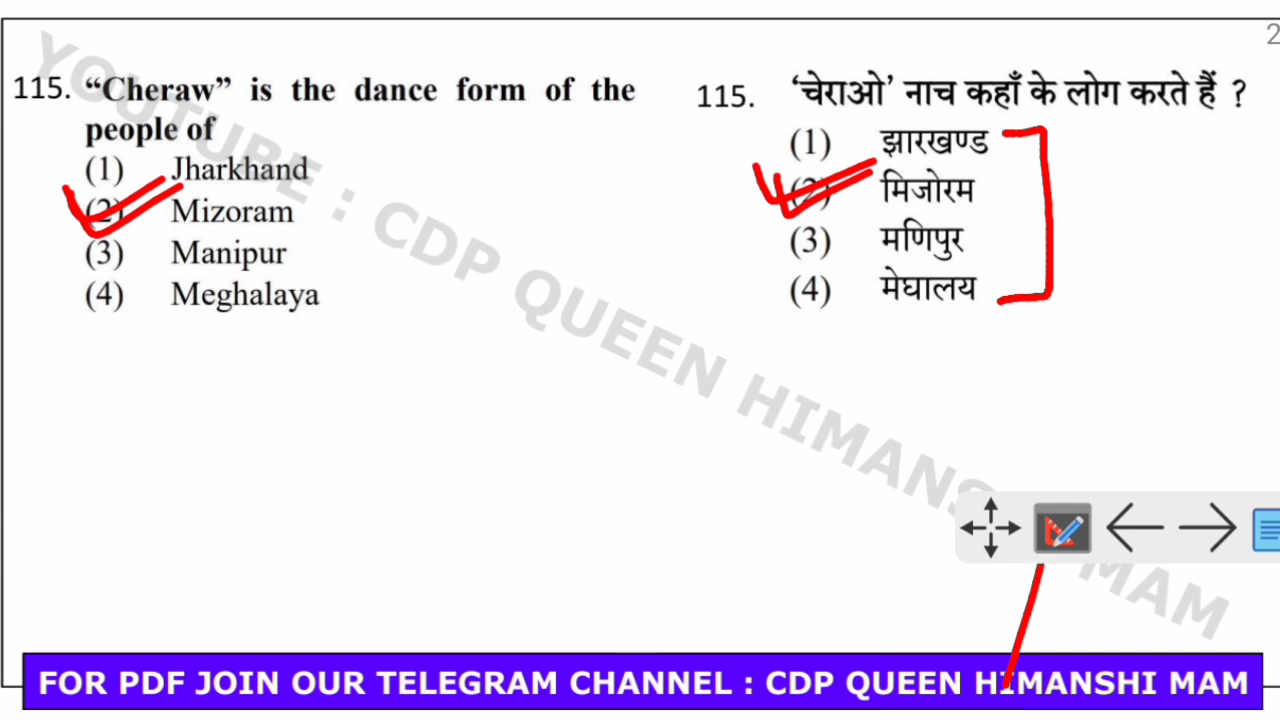 2
115. “Cheraw” is the dance form of the
people of
(1) Jharkhand
(2) Mizoram
(3) Manipur
(4) Meghalaya
115. ‘चेराओ’ नाच कहाँ के लोग करते हैं ?
(1) झारखण्ड
(2) मिजोरम
(3) मणिपुर
(4) मेघालय
YOUTUBE : CDP QUEEN HIMANSHI MAM
FOR PDF JOIN OUR TELEGRAM CHANNEL : CDP QUEEN HIMANSHI MAM